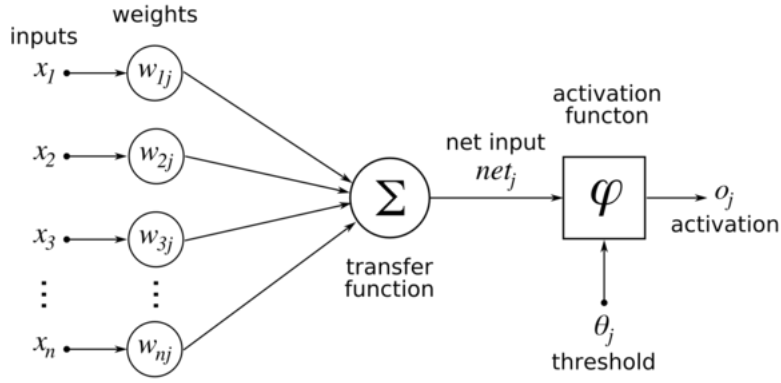 weights
inputs
x1
w1j
x2
w2j
x3
w3j
⋮
⋮
xn
wnj
Σ
transfer
function
net input
netj
activation
functon
φ
oj
activation
θj
threshold